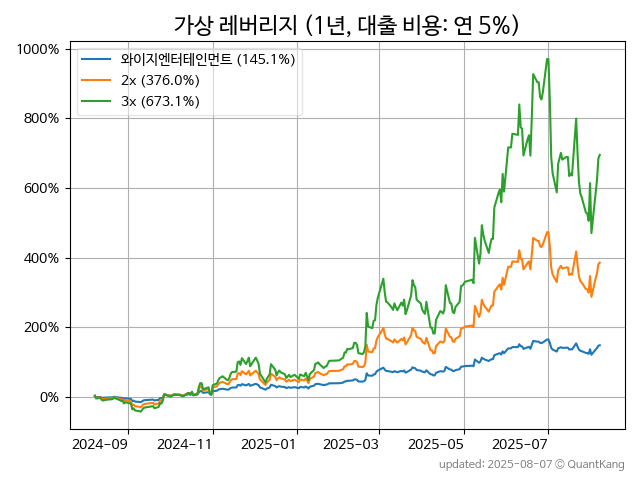 가상 레버리지 (1년, 대출 비용: 연 5%)
1000%
800%
600%
400%
200%
0%
와이지엔터테인먼트 (145.1%)
2x (376.0%)
3x (673.1%)
2024-09 2024-11 2025-01 2025-03 2025-05 2025-07
updated: 2025-08-07 © QuantKang